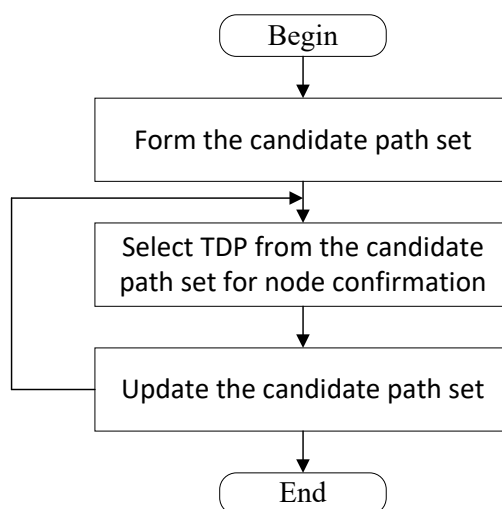 Begin
Form the candidate path set
Select TDP from the candidate
path set for node confirmation
Update the candidate path set
End